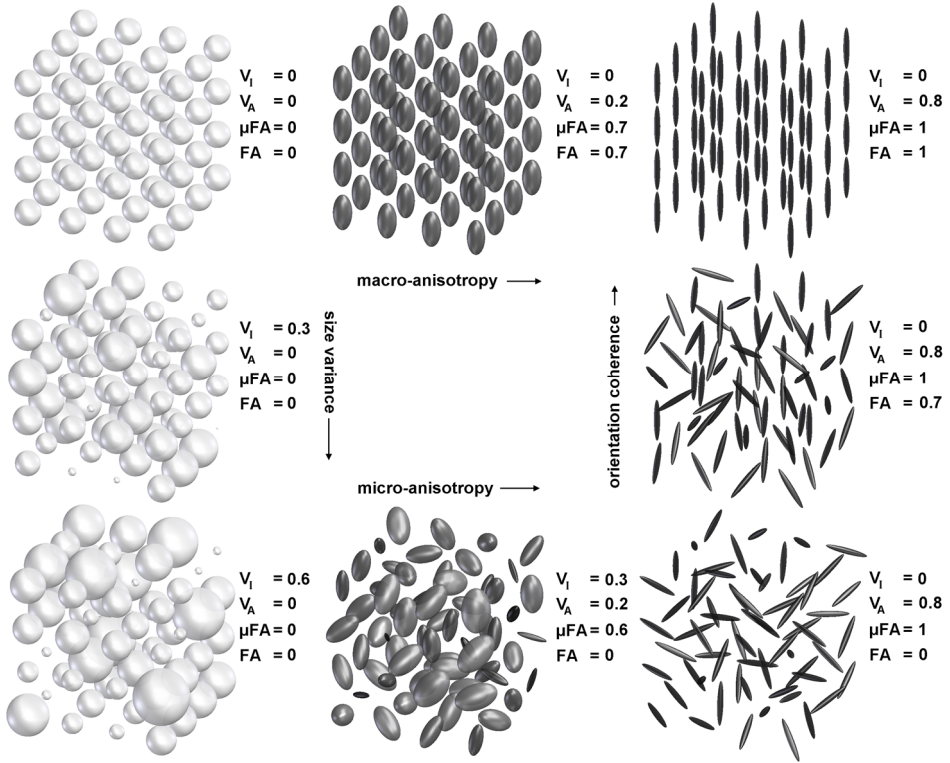 V_I = 0
V_A = 0
µFA = 0
FA = 0
V_I = 0
V_A = 0.2
µFA = 0.7
FA = 0.7
V_I = 0
V_A = 0.8
µFA = 1
FA = 1
macro-anisotropy
size variance
orientation coherence
V_I = 0.3
V_A = 0
µFA = 0
FA = 0
V_I = 0
V_A = 0.8
µFA = 1
FA = 0.7
micro-anisotropy
V_I = 0.6
V_A = 0
µFA = 0
FA = 0
V_I = 0.3
V_A = 0.2
µFA = 0.6
FA = 0
V_I = 0
V_A = 0.8
µFA = 1
FA = 0